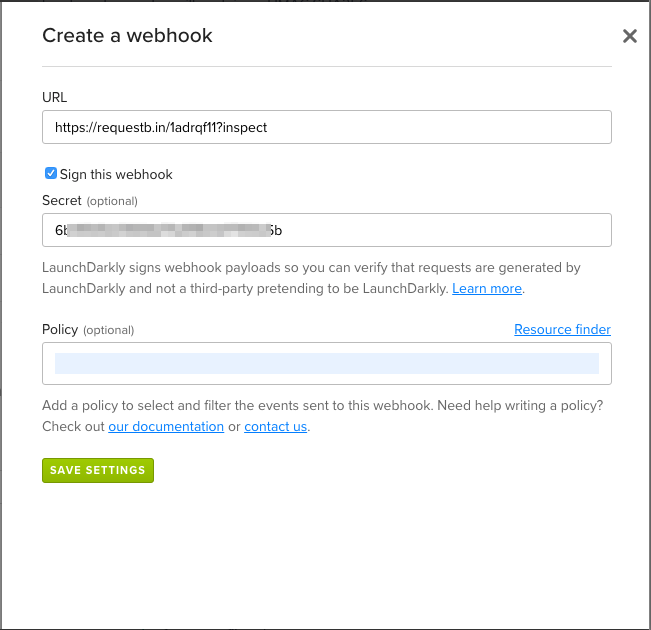 Create a webhook
URL
https://requestb.in/1adrqf11?inspect
Sign this webhook
Secret (optional)
LaunchDarkly signs webhook payloads so you can verify that requests are generated by
LaunchDarkly and not a third-party pretending to be LaunchDarkly. Learn more.
Policy (optional) Resource finder
Add a policy to select and filter the events sent to this webhook. Need help writing a policy?
Check out our documentation or contact us.
SAVE SETTINGS